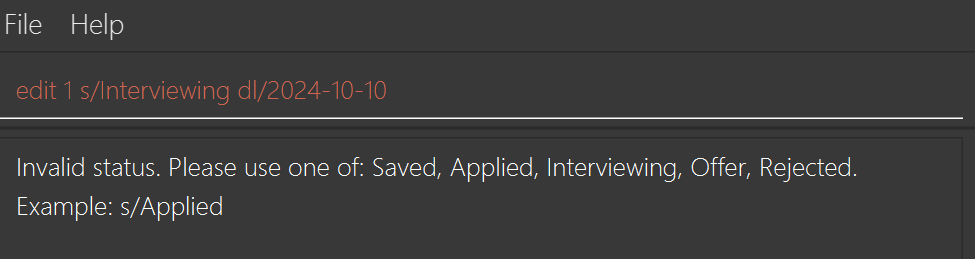 File Help
edit 1 s/Interviewing dl/2024-10-10
Invalid status. Please use one of: Saved, Applied, Interviewing, Offer, Rejected.
Example: s/Applied